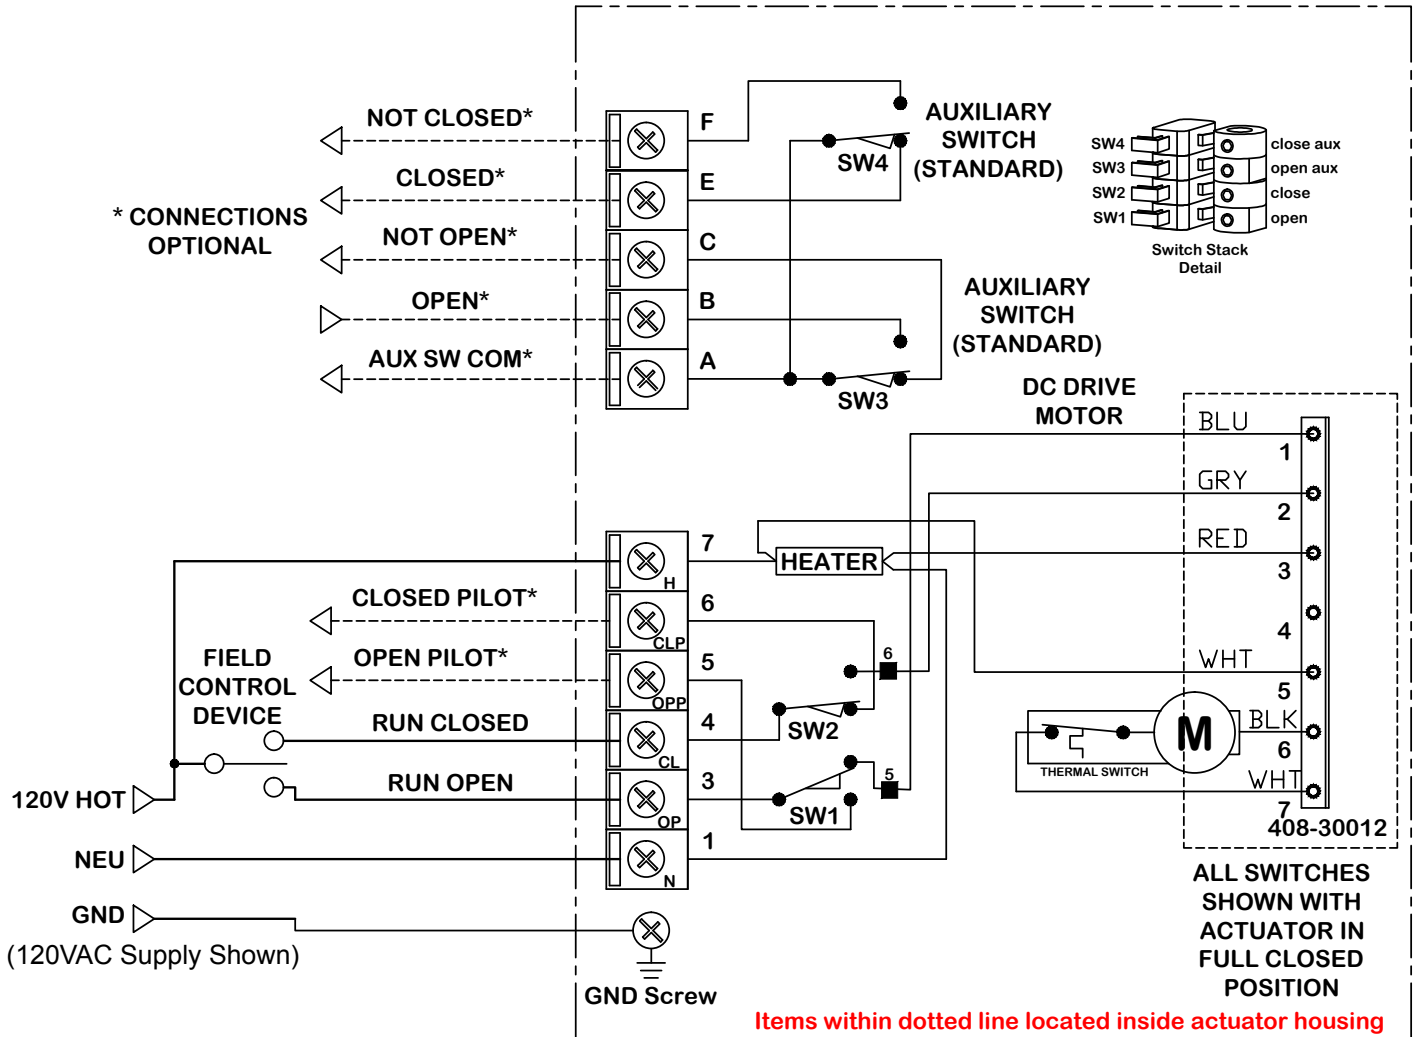 NOT CLOSED*
F
AUXILIARY
SWITCH
(STANDARD)
SW4
SW4
close aux
SW3
open aux
SW2
close
SW1
open
Switch Stack
Detail
CLOSED*
E
* CONNECTIONS
OPTIONAL
NOT OPEN*
C
OPEN*
B
AUXILIARY
SWITCH
(STANDARD)
AUX SW COM*
A
SW3
DC DRIVE
MOTOR
BLU
1
GRY
2
RED
3
4
WHT
5
BLK
6
WHT
7
408-30012
7
H
HEATER
CLOSED PILOT*
6
CLP
6
OPEN PILOT*
5
OPP
FIELD
CONTROL
DEVICE
RUN CLOSED
4
CL
SW2
RUN OPEN
3
OP
SW1
5
M
THERMAL SWITCH
120V HOT
NEU
1
N
GND
(120VAC Supply Shown)
GND Screw
ALL SWITCHES
SHOWN WITH
ACTUATOR IN
FULL CLOSED
POSITION
Items within dotted line located inside actuator housing